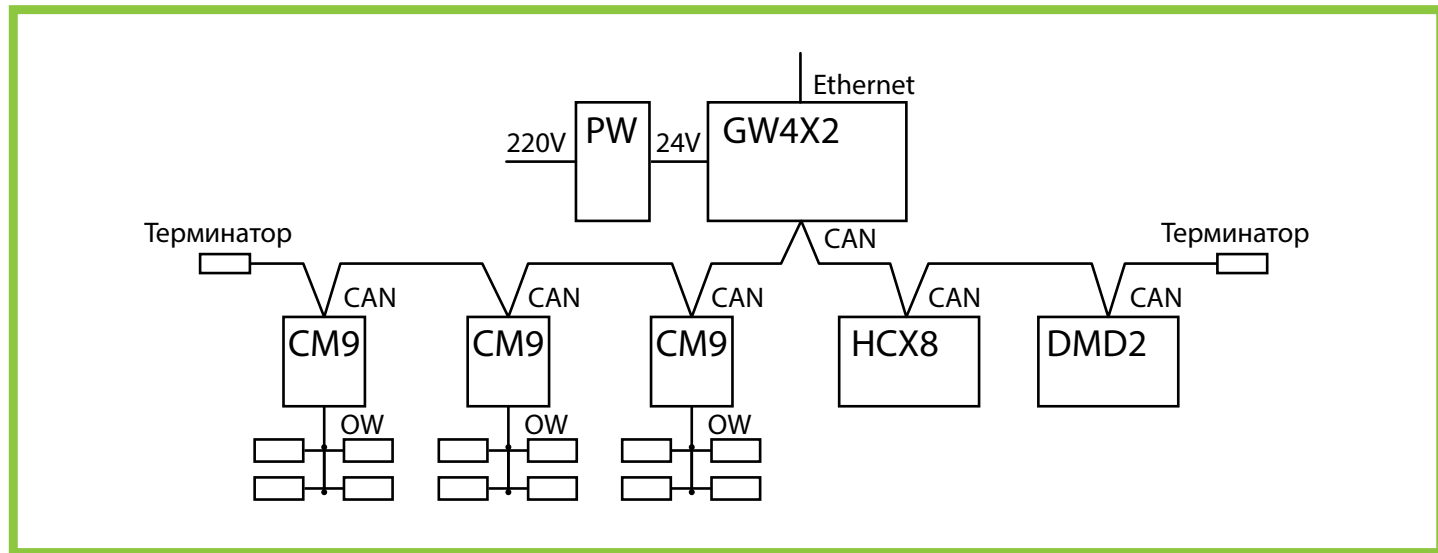 Ethernet
220V
PW
24V
GW4X2
Терминатор
CAN
Терминатор
CAN
CAN
CAN
CAN
CAN
CM9
CM9
CM9
HCX8
DMD2
OW
OW
OW